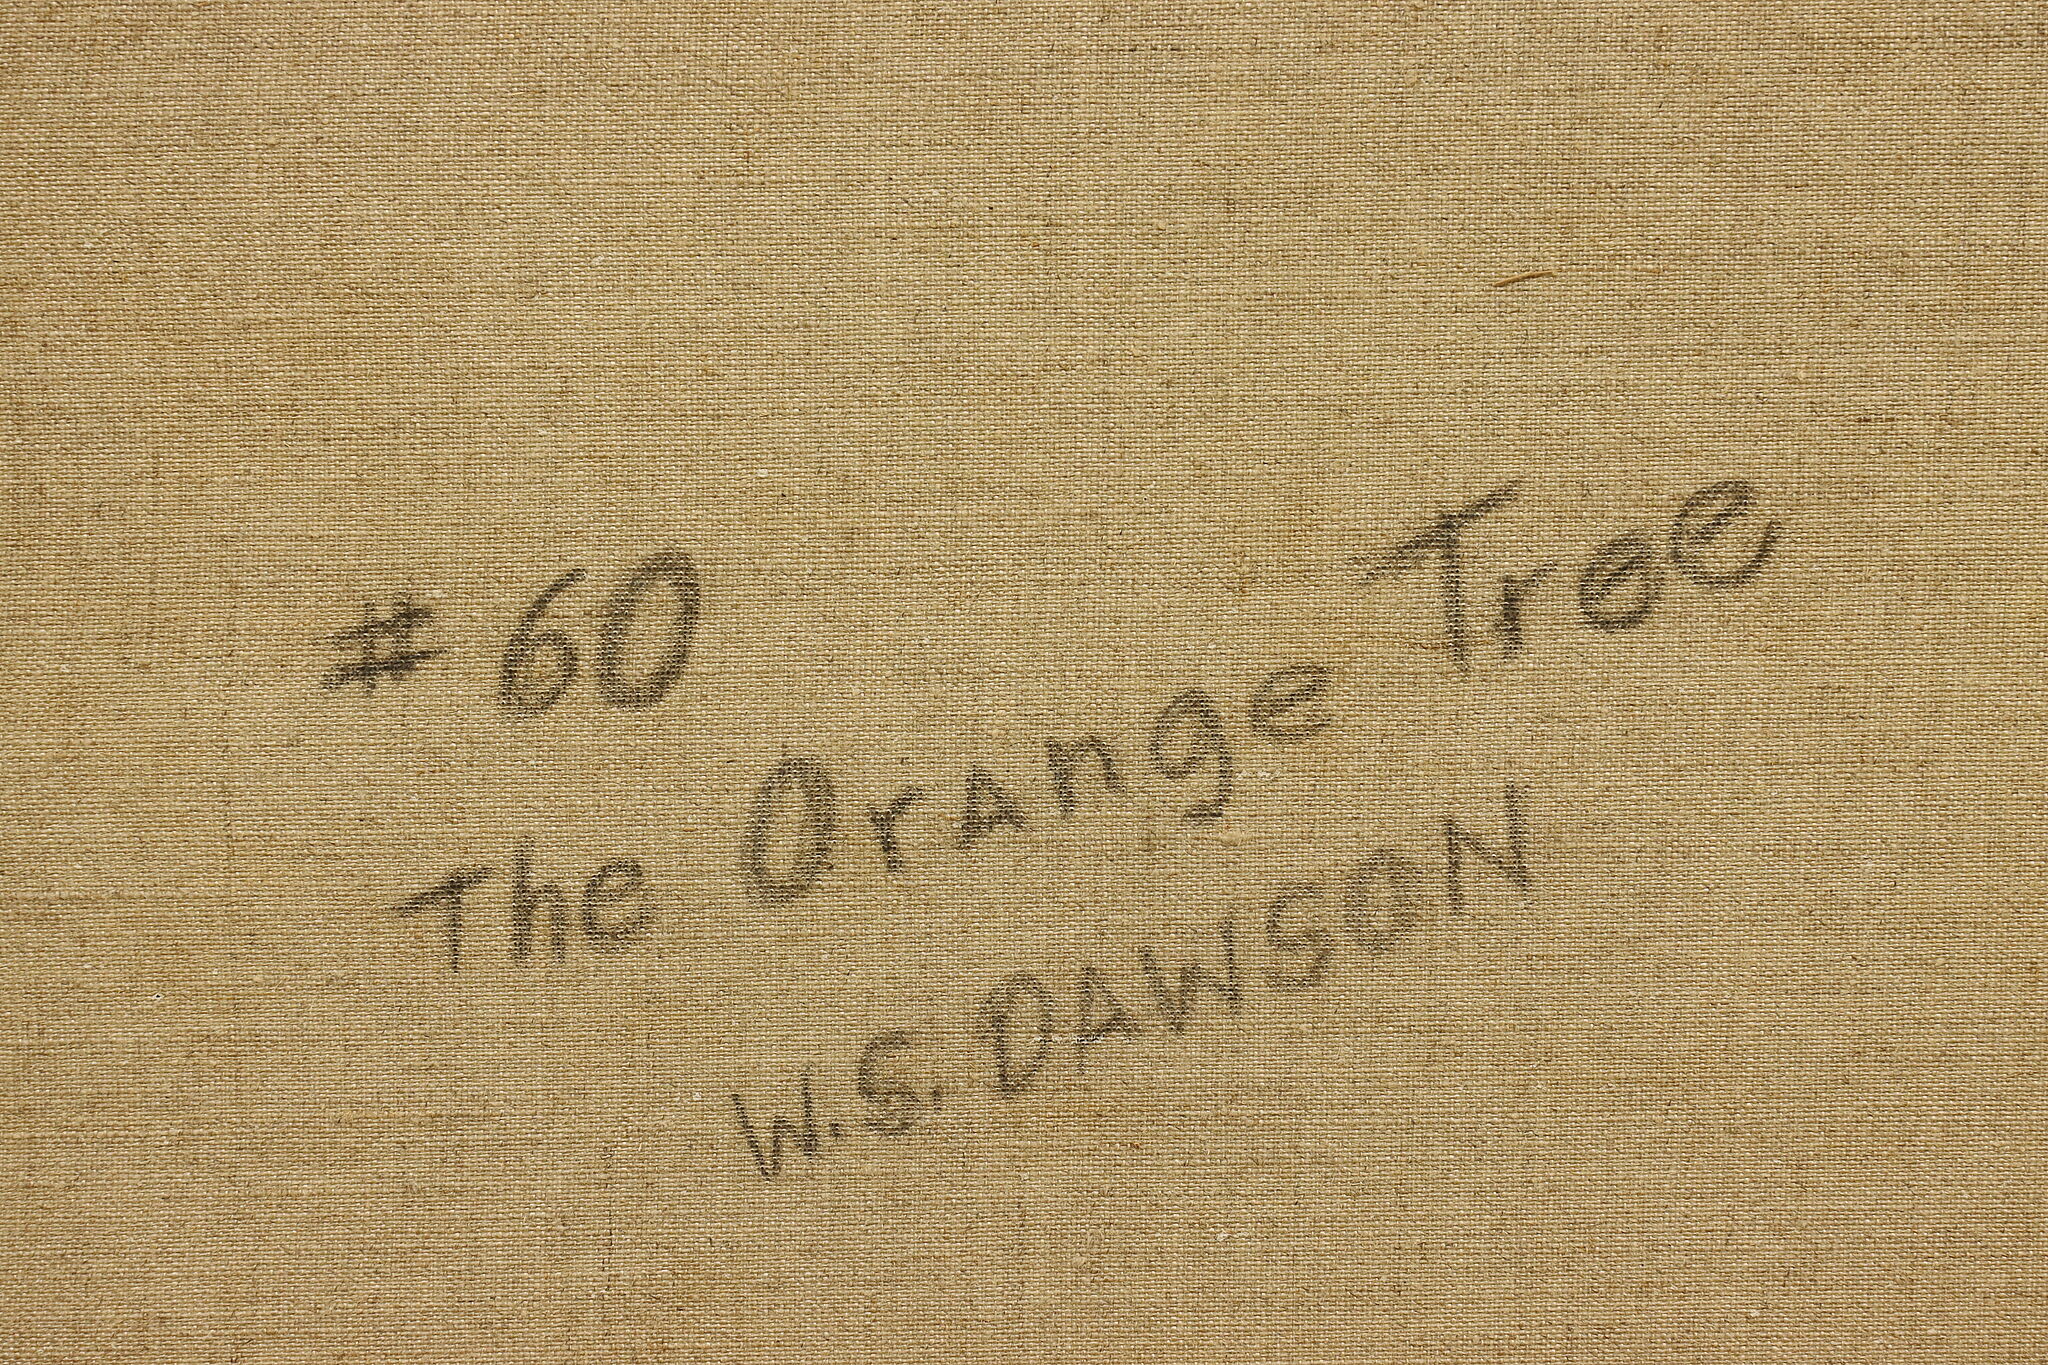 #60
The Orange Tree
W.S. DAWSON